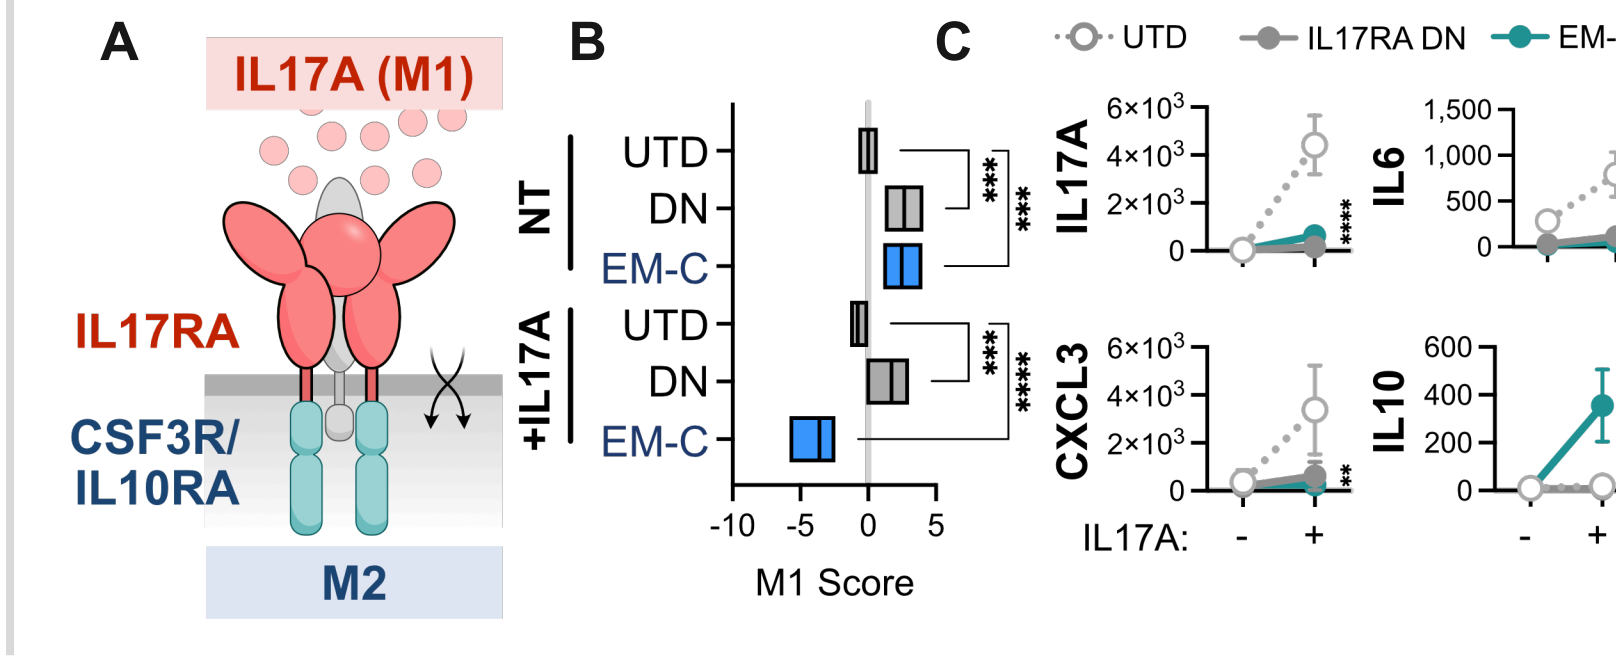 A
IL17A (M1)
IL17RA
CSF3R/
IL10RA
M2
B
NT
UTD
DN
EM-C
+IL17A
UTD
DN
EM-C
***
***
***
****
-10 -5 0 5
M1 Score
C
UTD IL17RA DN EM-
IL17A
6×10³
4×10³
2×10³
0
****
IL6
1,500
1,000
500
0
CXCL3
6×10³
4×10³
2×10³
0
**
IL10
600
400
200
0
IL17A: - + - +